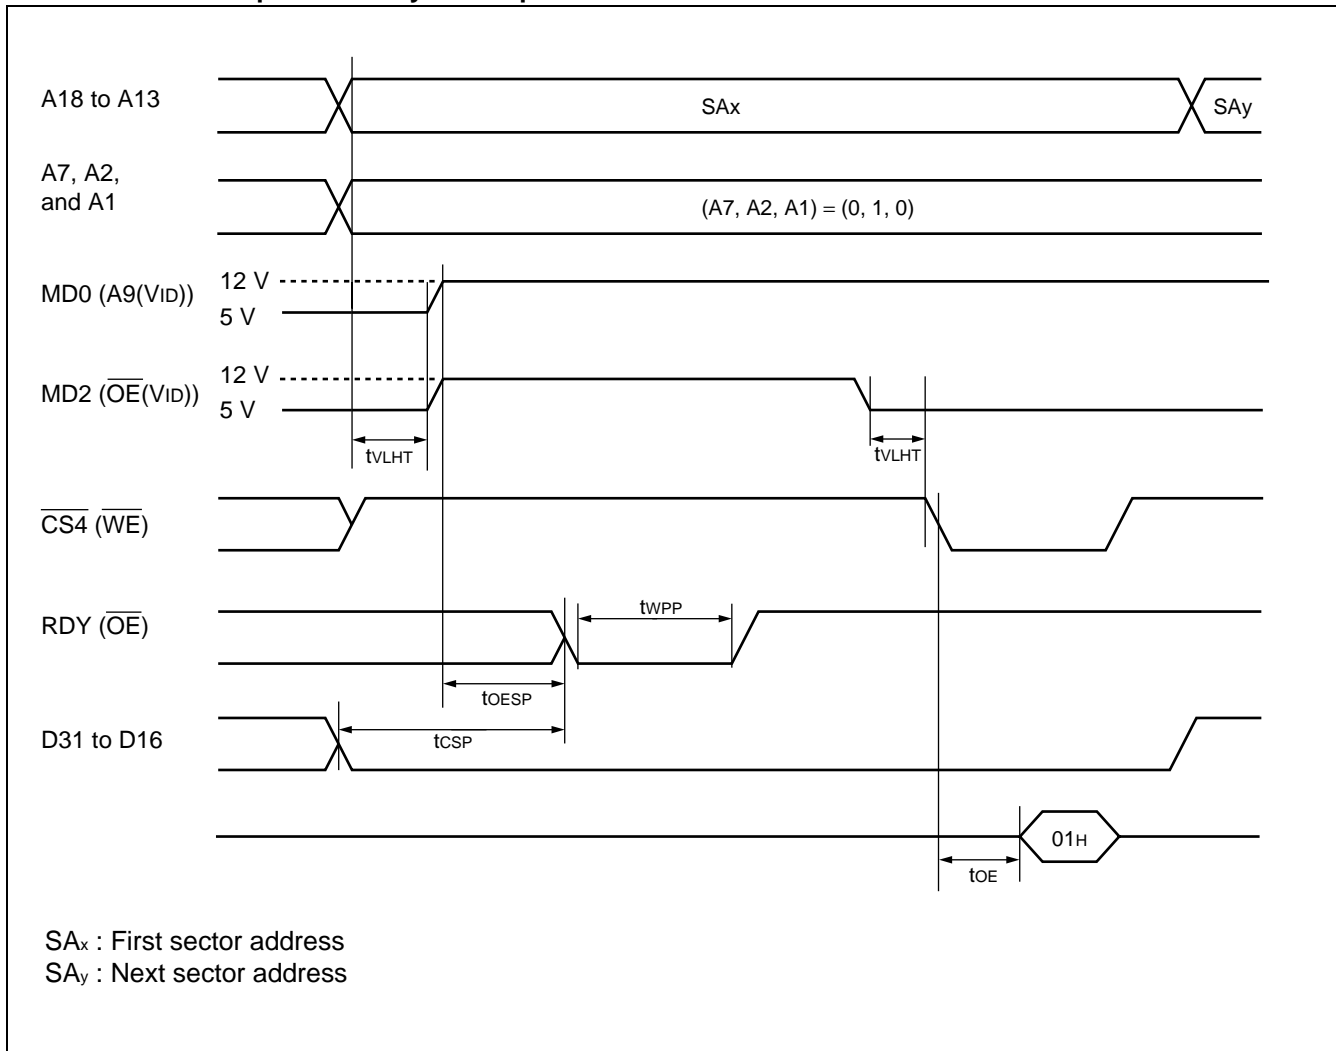 A18 to A13
SAx
SAy
A7, A2,
and A1
(A7, A2, A1) = (0, 1, 0)
MD0 (A9(VID))
12 V
5 V
MD2 (OE(VID))
12 V
5 V
tVLHT
tVLHT
CS4 (WE)
RDY (OE)
tWPP
tOESP
D31 to D16
tCSP
01H
tOE
SAx : First sector address
SAy : Next sector address